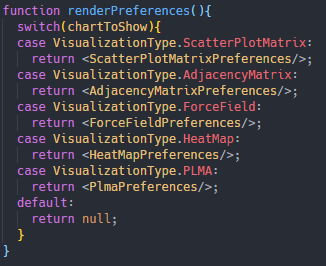 function renderPreferences(){
switch(chartToShow){
case VisualizationType.ScatterPlotMatrix:
return <ScatterPlotMatrixPreferences/>;
case VisualizationType.AdjacencyMatrix:
return <AdjacencyMatrixPreferences/>;
case VisualizationType.ForceField:
return <ForceFieldPreferences/>;
case VisualizationType.HeatMap:
return <HeatMapPreferences/>;
case VisualizationType.PLMA:
return <PlmaPreferences/>;
default:
return null;
}
}